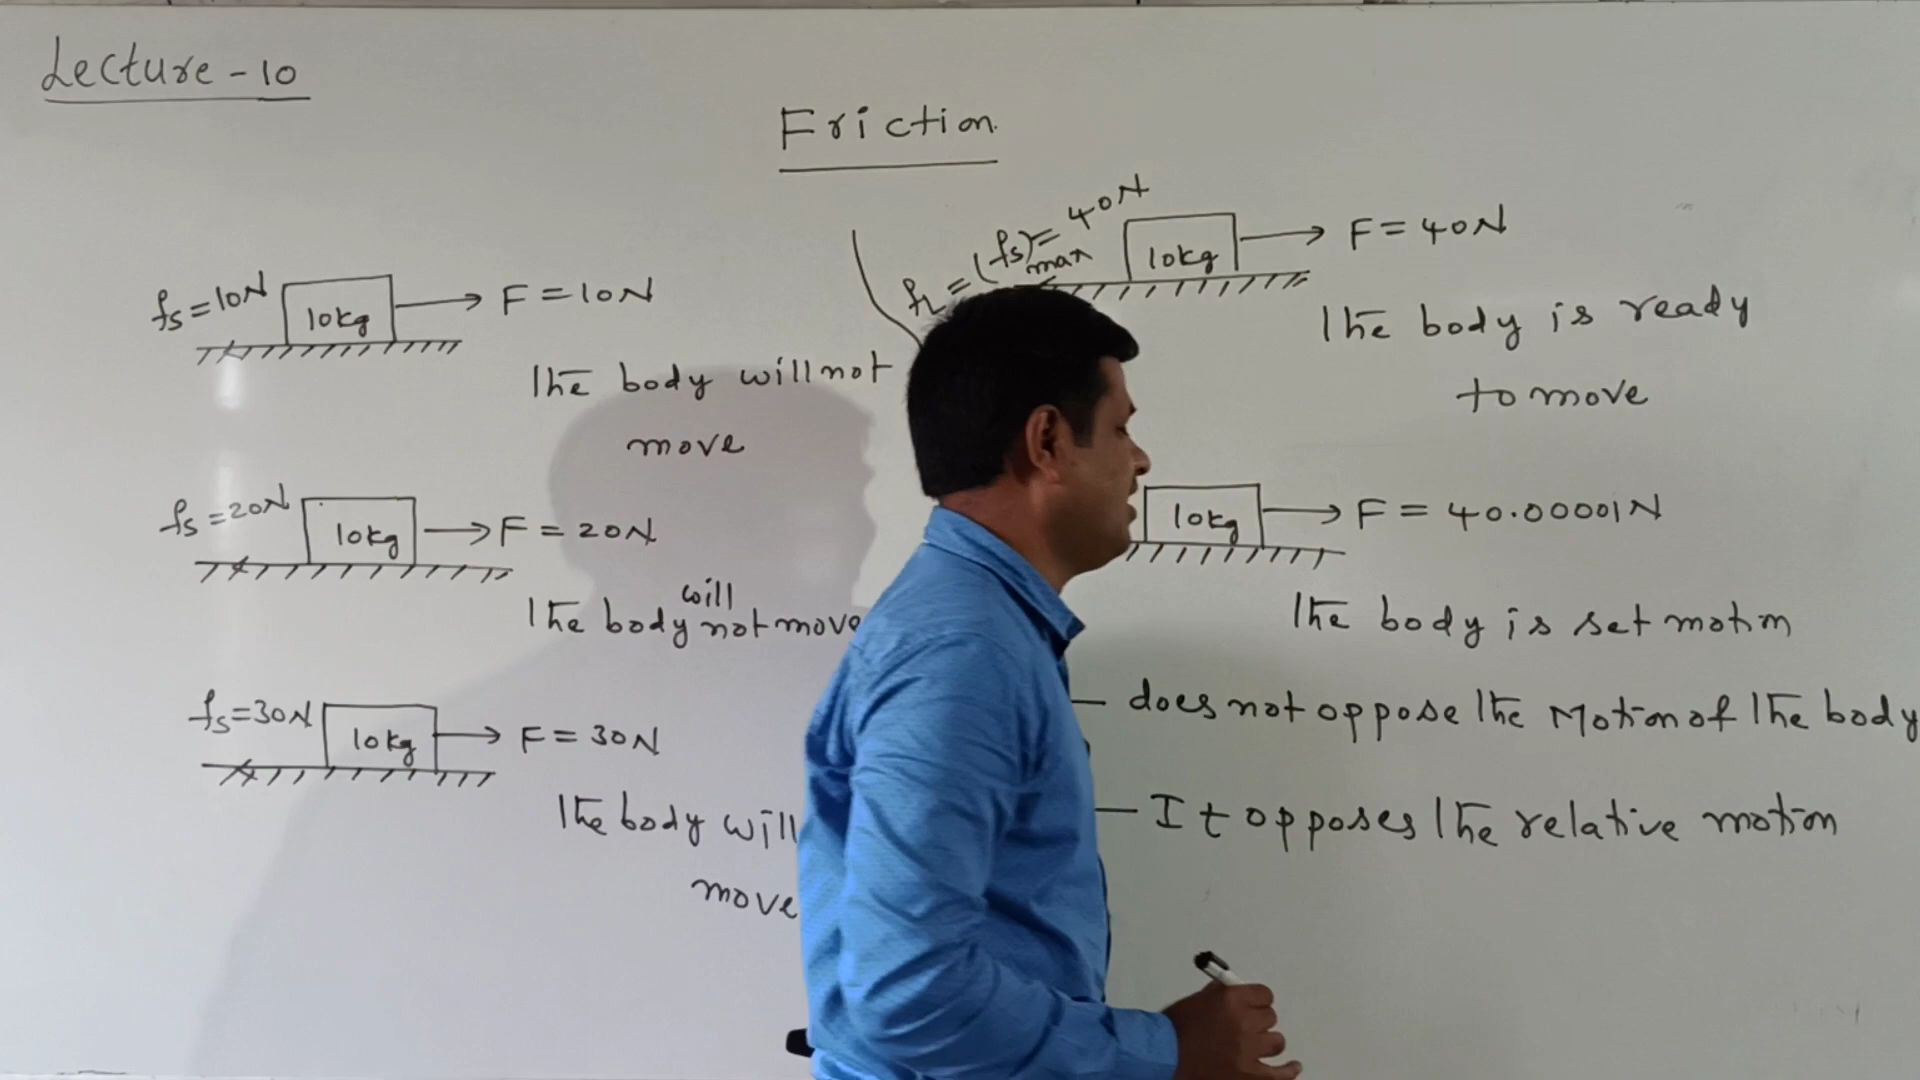 Lecture-10
Friction
fs=10N 10kg F=10N
The body will not
move
fs=20N 10kg F=20N
will
The body not move
fs=30N 10kg F=30N
The body will
move
fL=(fs)max=40N 10kg F=40N
The body is ready
to move
10kg F=40.00001N
The body is set motion
— does not oppose the Motion of the body
— It opposes the relative motion